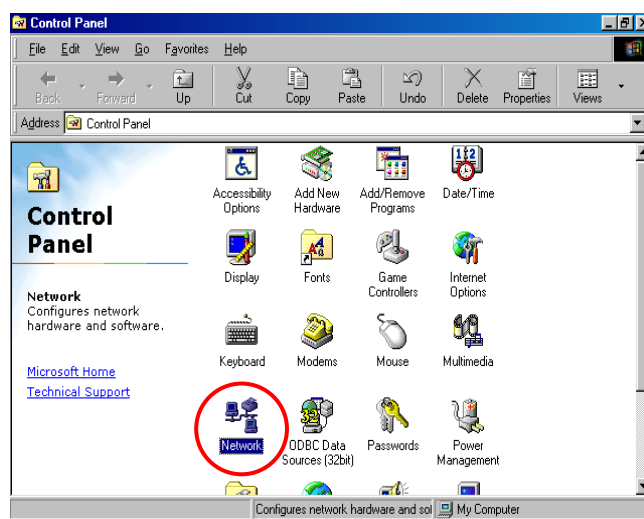 Control Panel
File Edit View Go Favorites Help
Back Forward Up Cut Copy Paste Undo Delete Properties Views
Address Control Panel
Control
Panel
Network
Configures network
hardware and software.
Microsoft Home
Technical Support
Accessibility
Options
Add New
Hardware
Add/Remove
Programs
Date/Time
Display
Fonts
Game
Controllers
Internet
Options
Keyboard
Modems
Mouse
Multimedia
Network
ODBC Data
Sources (32bit)
Passwords
Power
Management
Configures network hardware and sol
My Computer